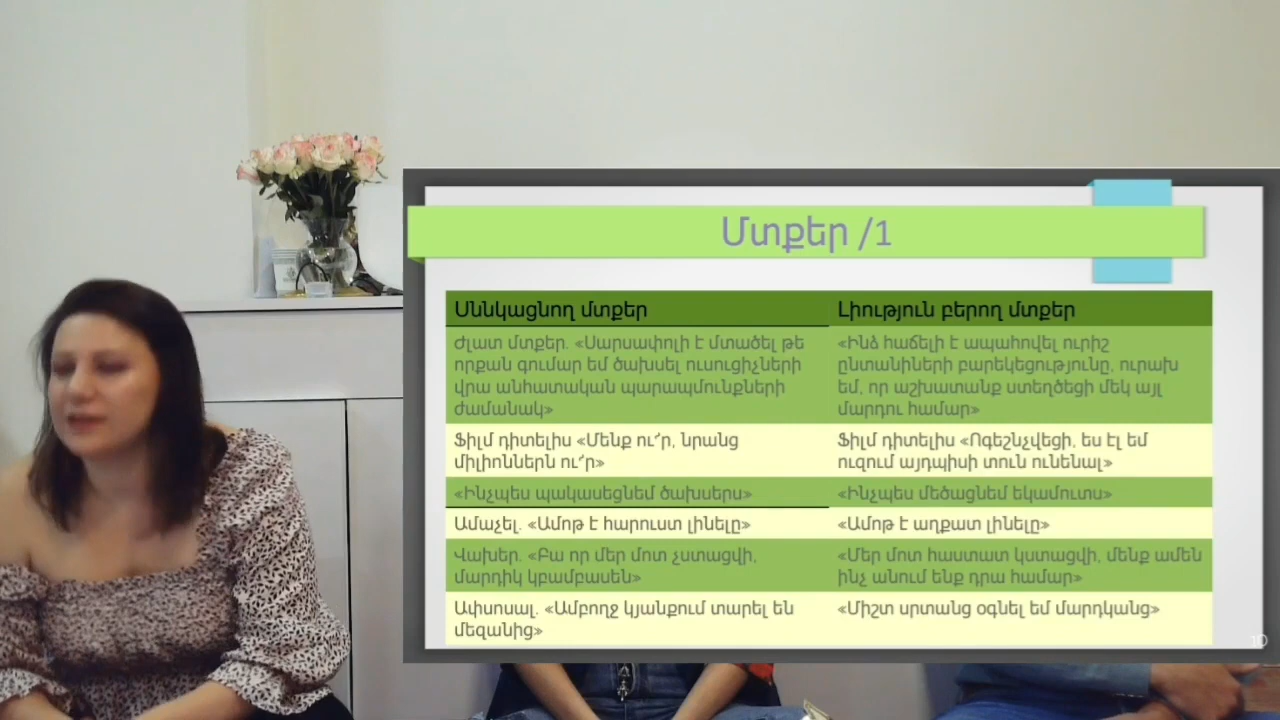 Մտքեր /1
Սննկացնող մտքեր
Լիություն բերող մտքեր
Ժլատ մտքեր. «Սարսափոլի է մտածել թե
որքան գումար եմ ծախսել ուսուցիչների
վրա անհատական պարապմունքների
ժամանակ»
«Ինձ հաճելի է ապահովել ուրիշ
ընտանիների բարեկեցությունը, ուրախ
եմ, որ աշխատանք ստեղծեցի մեկ այլ
մարդու համար»
Ֆիլմ դիտելիս «Մենք ու՜ր, նրանց
միլիոններն ու՜ր»
Ֆիլմ դիտելիս «Ոգեշնչվեցի, ես էլ եմ
ուզում այդպիսի տուն ունենալ»
«Ինչպես պակասեցնեմ ծախսերս»
«Ինչպես մեծացնեմ եկամուտս»
Ամաչել. «Ամոթ է հարուստ լինելը»
«Ամոթ է աղքատ լինելը»
Վախեր. «Բա որ մեր մոտ չստացվի,
մարդիկ կբամբասեն»
«Մեր մոտ հաստատ կստացվի, մենք ամեն
ինչ անում ենք դրա համար»
Ափսոսալ. «Ամբողջ կյանքում տարել են
մեզանից»
«Միշտ սրտանց օգնել եմ մարդկանց»
10